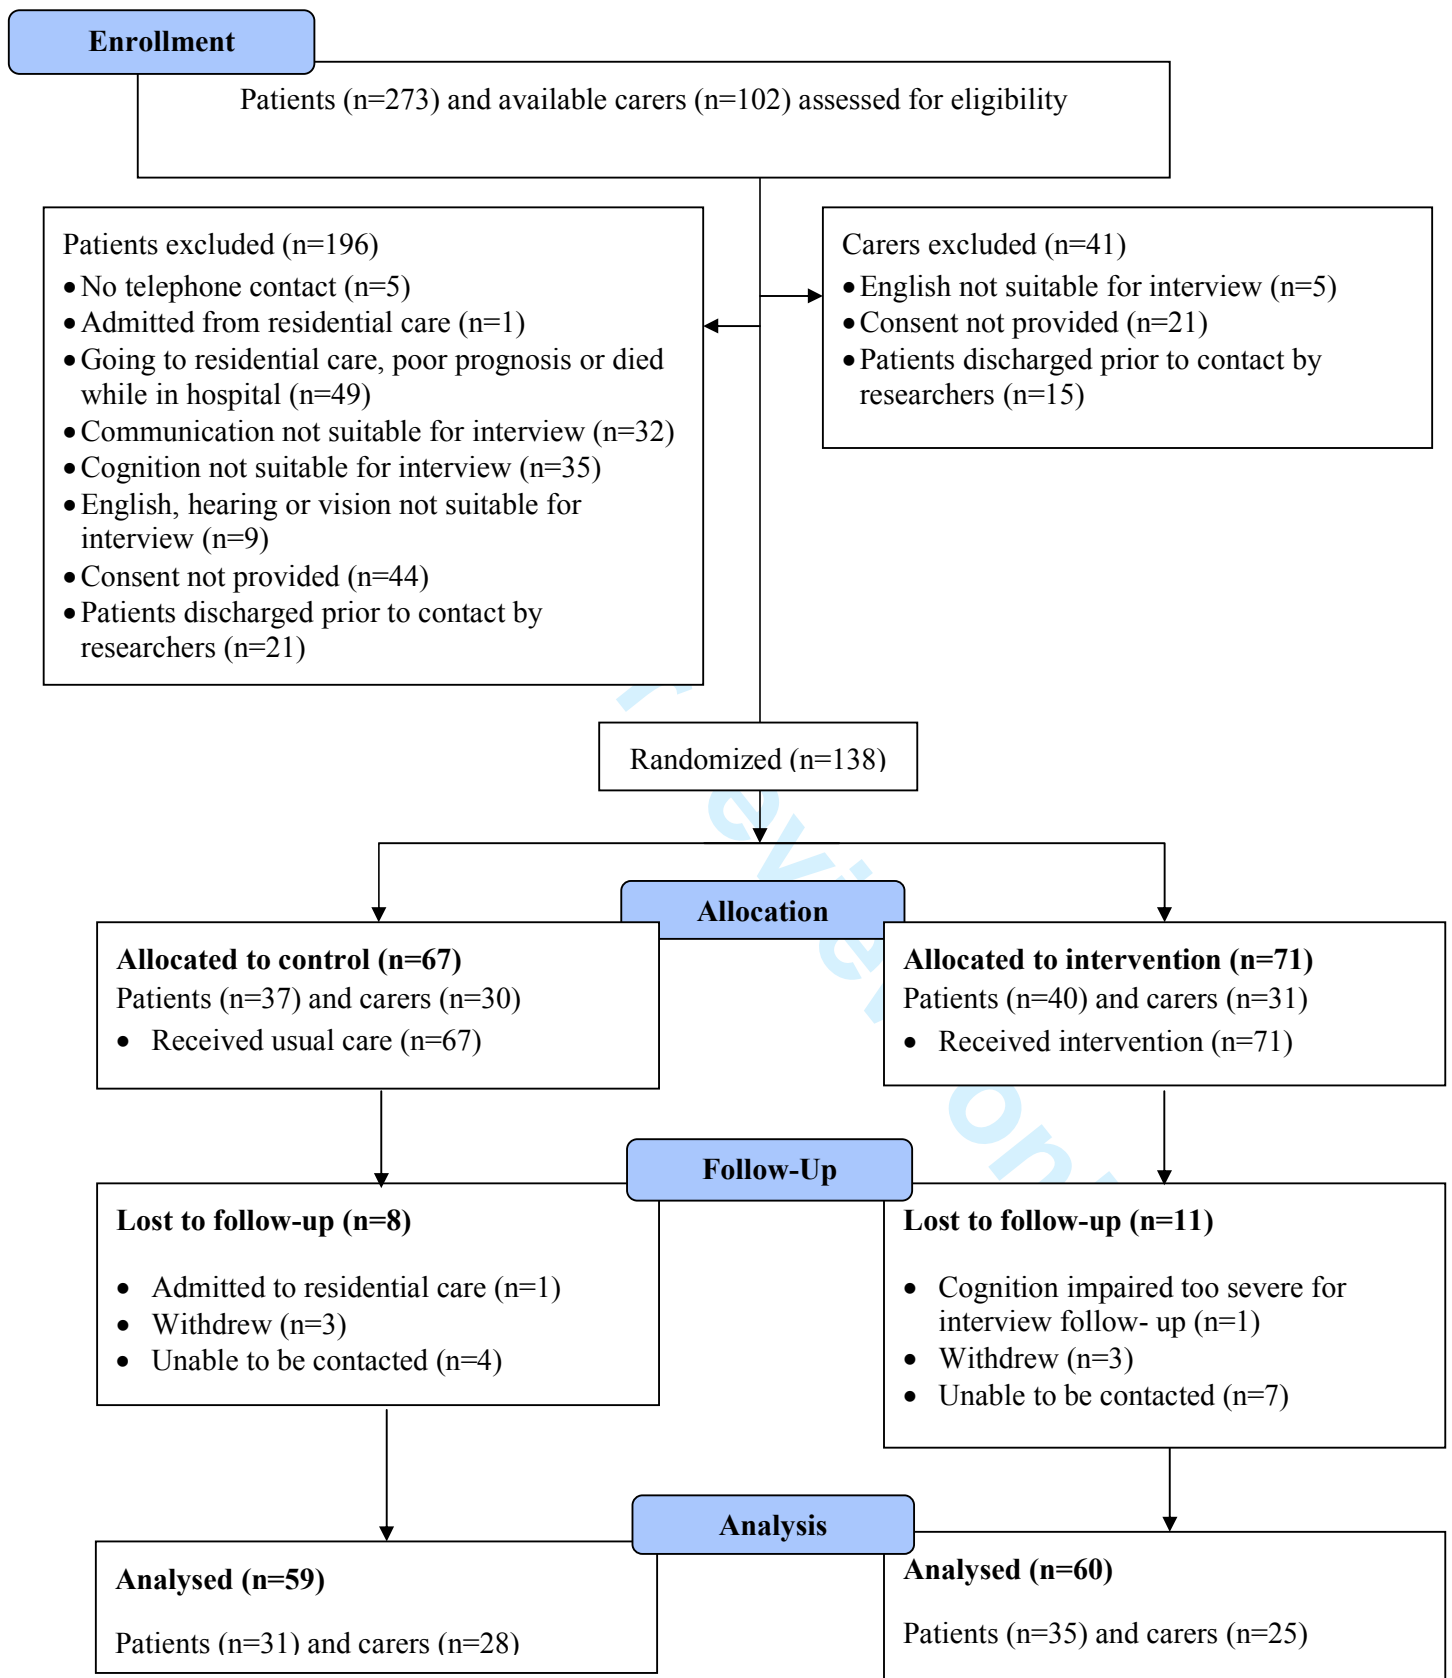 Enrollment
Patients (n=273) and available carers (n=102) assessed for eligibility
Patients excluded (n=196)
• No telephone contact (n=5)
• Admitted from residential care (n=1)
• Going to residential care, poor prognosis or died
while in hospital (n=49)
• Communication not suitable for interview (n=32)
• Cognition not suitable for interview (n=35)
• English, hearing or vision not suitable for
interview (n=9)
• Consent not provided (n=44)
• Patients discharged prior to contact by
researchers (n=21)
Carers excluded (n=41)
• English not suitable for interview (n=5)
• Consent not provided (n=21)
• Patients discharged prior to contact by
researchers (n=15)
Randomized (n=138)
Allocation
Allocated to control (n=67)
Patients (n=37) and carers (n=30)
• Received usual care (n=67)
Allocated to intervention (n=71)
Patients (n=40) and carers (n=31)
• Received intervention (n=71)
Follow-Up
Lost to follow-up (n=8)
• Admitted to residential care (n=1)
• Withdrew (n=3)
• Unable to be contacted (n=4)
Lost to follow-up (n=11)
• Cognition impaired too severe for
interview follow- up (n=1)
• Withdrew (n=3)
• Unable to be contacted (n=7)
Analysis
Analysed (n=59)
Patients (n=31) and carers (n=28)
Analysed (n=60)
Patients (n=35) and carers (n=25)